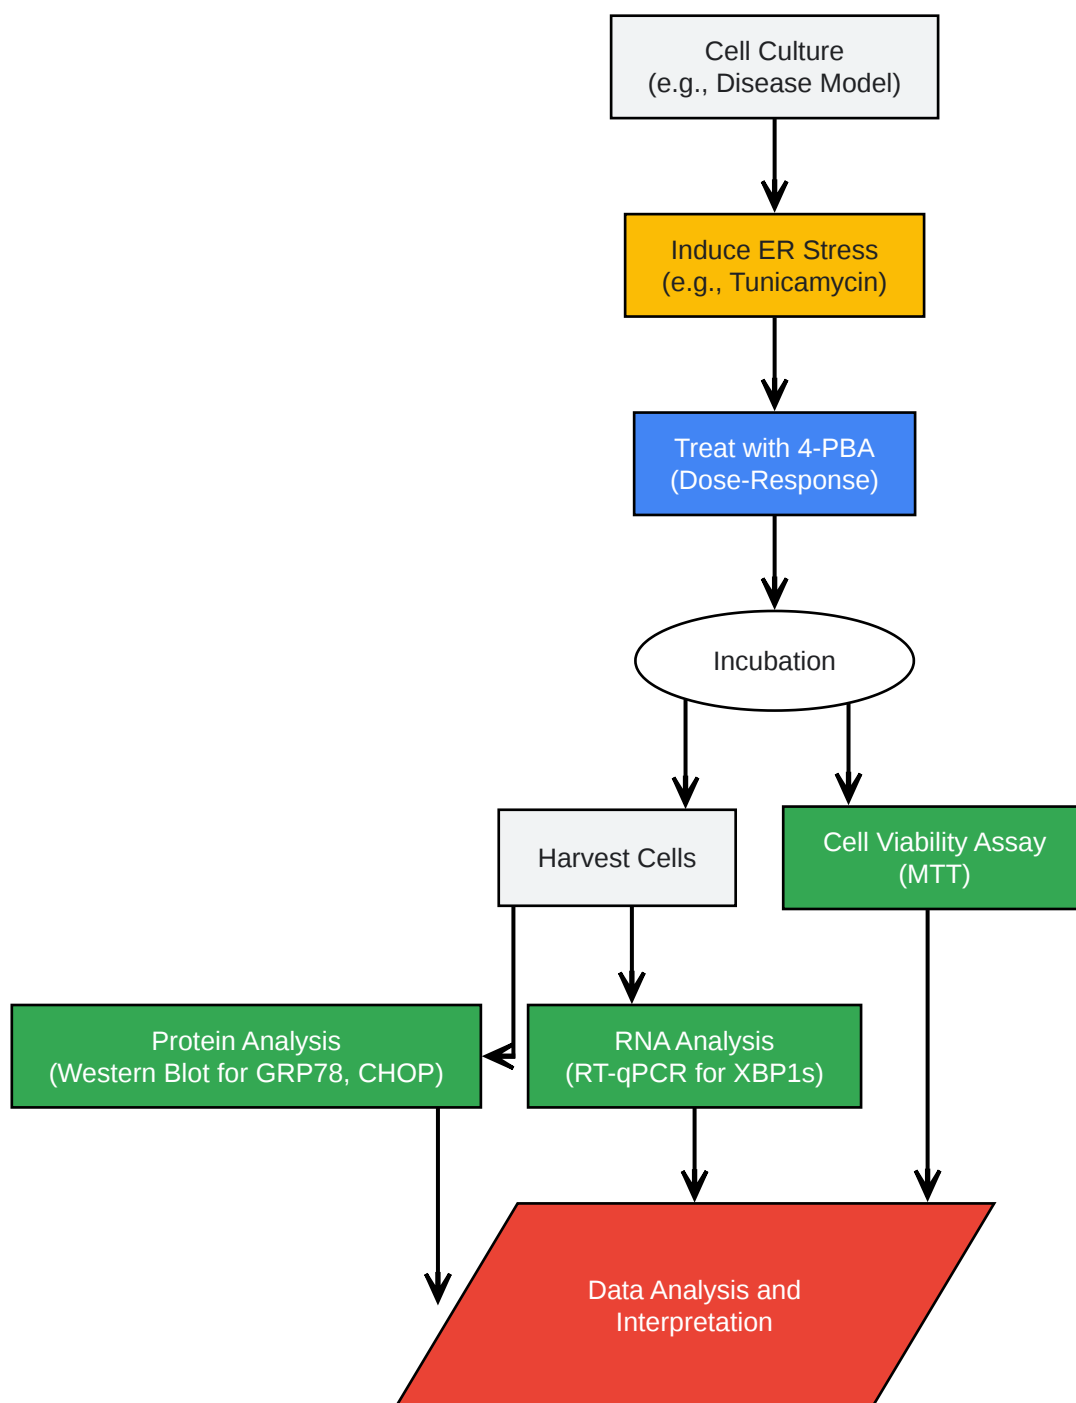 Cell Culture
(e.g., Disease Model)
Induce ER Stress
(e.g., Tunicamycin)
Treat with 4-PBA
(Dose-Response)
Incubation
Harvest Cells
Cell Viability Assay
(MTT)
Protein Analysis
(Western Blot for GRP78, CHOP)
RNA Analysis
(RT-qPCR for XBP1s)
Data Analysis and
Interpretation